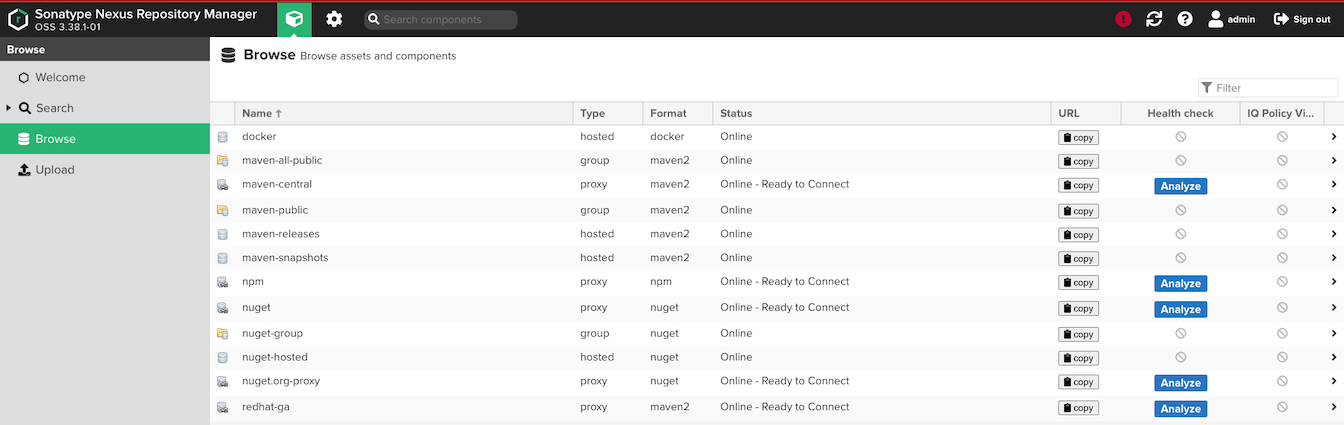 Sonatype Nexus Repository Manager
OSS 3.38.1-01
Search components
admin
Sign out
Browse
Welcome
Search
Browse
Upload
Browse Browse assets and components
Filter
Name ↑ Type Format Status URL Health check IQ Policy Vi...
docker hosted docker Online copy
maven-all-public group maven2 Online copy
maven-central proxy maven2 Online - Ready to Connect copy Analyze
maven-public group maven2 Online copy
maven-releases hosted maven2 Online copy
maven-snapshots hosted maven2 Online copy
npm proxy npm Online - Ready to Connect copy Analyze
nuget proxy nuget Online - Ready to Connect copy Analyze
nuget-group group nuget Online copy
nuget-hosted hosted nuget Online copy
nuget.org-proxy proxy nuget Online - Ready to Connect copy Analyze
redhat-ga proxy maven2 Online - Ready to Connect copy Analyze